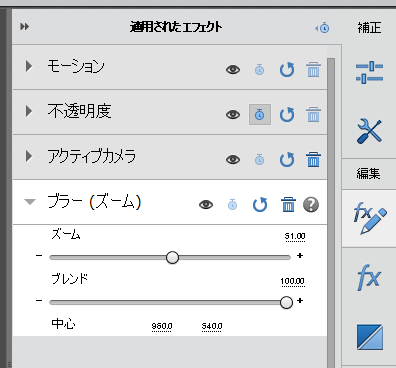 適用されたエフェクト
補正
モーション
不透明度
アクティブカメラ
編集
ブラー (ズーム)
fx
ズーム
51.00
ブレンド
100.00
fx
中心 960.0 540.0